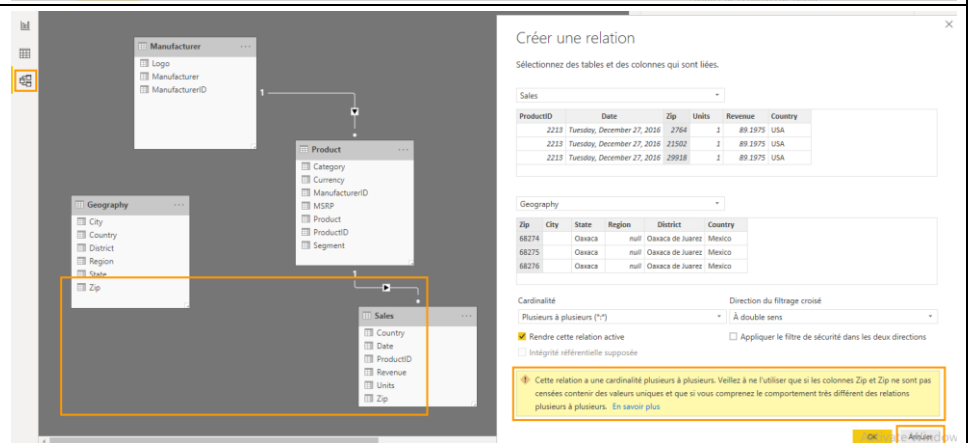 Manufacturer
Logo
Manufacturer
ManufacturerID
1
*
Product
Category
Currency
ManufacturerID
MSRP
Product
ProductID
Segment
1
*
Geography
City
Country
District
Region
State
Zip
Sales
Country
Date
ProductID
Revenue
Units
Zip
Créer une relation
Sélectionnez des tables et des colonnes qui sont liées.
Sales
ProductID Date Zip Units Revenue Country
2213 Tuesday, December 27, 2016 2764 1 89.1975 USA
2213 Tuesday, December 27, 2016 21502 1 89.1975 USA
2213 Tuesday, December 27, 2016 29918 1 89.1975 USA
Geography
Zip City State Region District Country
68274 Oaxaca null Oaxaca de Juarez Mexico
68275 Oaxaca null Oaxaca de Juarez Mexico
68276 Oaxaca null Oaxaca de Juarez Mexico
Cardinalité Direction du filtrage croisé
Plusieurs à plusieurs (*:*) À double sens
Rendre cette relation active Appliquer le filtre de sécurité dans les deux directions
Intégrité référentielle supposée
Cette relation a une cardinalité plusieurs à plusieurs. Veillez à ne l'utiliser que si les colonnes Zip et Zip ne sont pas
censées contenir des valeurs uniques et que si vous comprenez le comportement très différent des relations
plusieurs à plusieurs. En savoir plus
OK Annuler